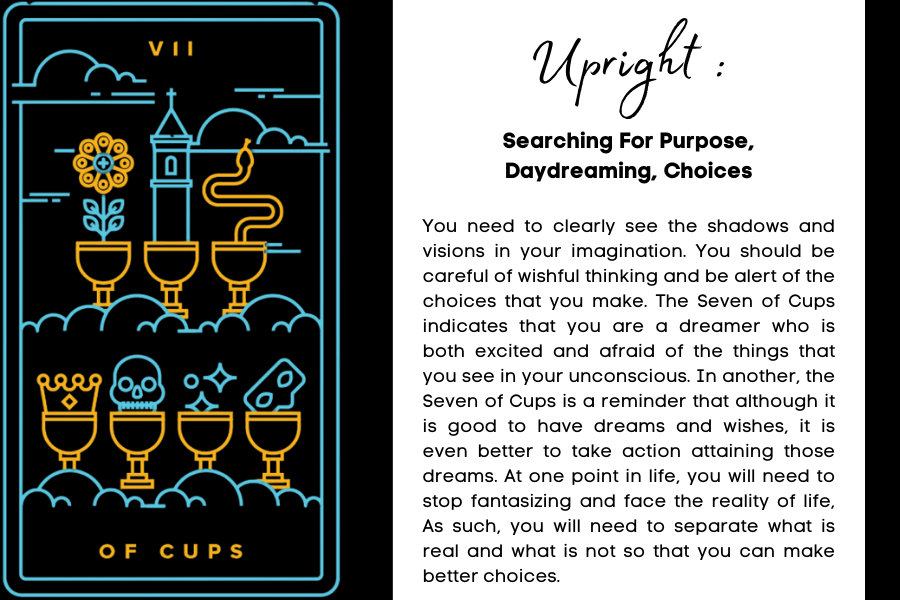 VII
OF CUPS
Upright :
Searching For Purpose,
Daydreaming, Choices
You need to clearly see the shadows and
visions in your imagination. You should be
careful of wishful thinking and be alert of the
choices that you make. The Seven of Cups
indicates that you are a dreamer who is
both excited and afraid of the things that
you see in your unconscious. In another, the
Seven of Cups is a reminder that although it
is good to have dreams and wishes, it is
even better to take action attaining those
dreams. At one point in life, you will need to
stop fantasizing and face the reality of life,
As such, you will need to separate what is
real and what is not so that you can make
better choices.